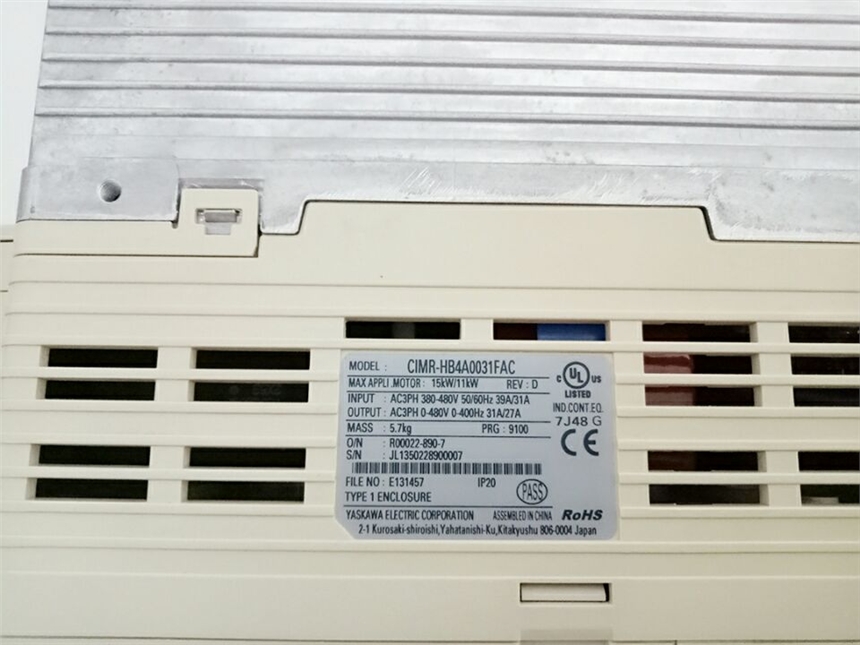 MODEL : CIMR-HB4A0031FAC
MAX APPLI. MOTOR : 15kW/11kW REV : D
INPUT : AC3PH 380-480V 50/60Hz 39A/31A
OUTPUT : AC3PH 0-480V 0-400Hz 31A/27A
MASS : 5.7kg PRG : 9100
O/N : R00022-890-7
S/N : JL1350228900007
FILE NO : E131457 IP20
TYPE 1 ENCLOSURE
PASS
YASKAWA ELECTRIC CORPORATION ASSEMBLED IN CHINA RoHS
2-1 Kurosaki-shiroishi,Yahatanishi-Ku,Kitakyushu 806-0004 Japan
C UL US
LISTED
IND.CONT.EQ.
7J48 G
CE